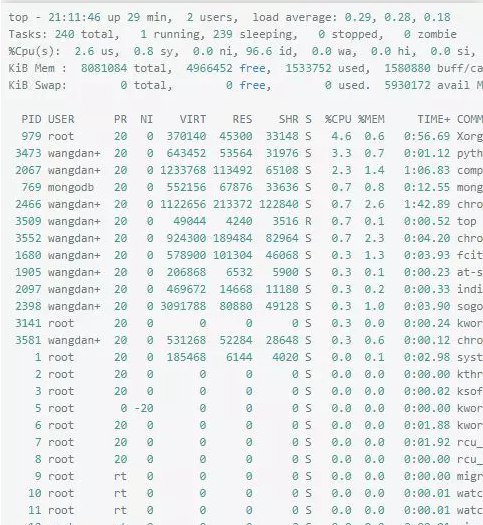 top - 21:11:46 up 29 min,  2 users,  load average: 0.29, 0.28, 0.18
Tasks: 240 total,   1 running, 239 sleeping,   0 stopped,   0 zombie
%Cpu(s):  2.6 us,  0.8 sy,  0.0 ni, 96.6 id,  0.0 wa,  0.0 hi,  0.0 si,
KiB Mem :  8081084 total,  4966452 free,  1533752 used,  1580880 buff/ca
KiB Swap:        0 total,        0 free,        0 used.  5930172 avail M
PID USER      PR  NI    VIRT    RES    SHR S  %CPU %MEM     TIME+ COMM
979 root      20   0  370140  45300  33148 S   4.6  0.6   0:56.69 Xorg
3473 wangdan+  20   0  643452  53564  31976 S   3.3  0.7   0:01.12 pyth
2067 wangdan+  20   0 1233768 113492  65108 S   2.3  1.4   1:06.83 comp
769 mongodb   20   0  552156  67876  33636 S   0.7  0.8   0:12.55 mong
2466 wangdan+  20   0 1122656 213372 122840 S   0.7  2.6   1:42.89 chro
3509 wangdan+  20   0   49044   4240   3516 R   0.7  0.1   0:00.52 top
3552 wangdan+  20   0  924300 189484  82964 S   0.7  2.3   0:04.20 chro
1680 wangdan+  20   0  578900 101304  46068 S   0.3  1.3   0:03.93 fcit
1905 wangdan+  20   0  206868   6532   5900 S   0.3  0.1   0:00.23 at-s
2097 wangdan+  20   0  469672  14668  11180 S   0.3  0.2   0:00.33 indi
2398 wangdan+  20   0 3091788  80880  49128 S   0.3  1.0   0:03.90 sogo
3141 root      20   0       0      0      0 S   0.3  0.0   0:00.24 kwor
3581 wangdan+  20   0  531268  52284  28648 S   0.3  0.6   0:00.12 chro
1 root      20   0  185468   6144   4020 S   0.0  0.1   0:02.98 syst
2 root      20   0       0      0      0 S   0.0  0.0   0:00.00 kthr
3 root      20   0       0      0      0 S   0.0  0.0   0:00.02 ksof
5 root       0 -20       0      0      0 S   0.0  0.0   0:00.00 kwor
6 root      20   0       0      0      0 S   0.0  0.0   0:01.88 kwor
7 root      20   0       0      0      0 S   0.0  0.0   0:01.92 rcu_
8 root      20   0       0      0      0 S   0.0  0.0   0:00.00 rcu_
9 root      rt   0       0      0      0 S   0.0  0.0   0:00.00 migr
10 root      rt   0       0      0      0 S   0.0  0.0   0:00.01 watc
11 root      rt   0       0      0      0 S   0.0  0.0   0:00.01 watc